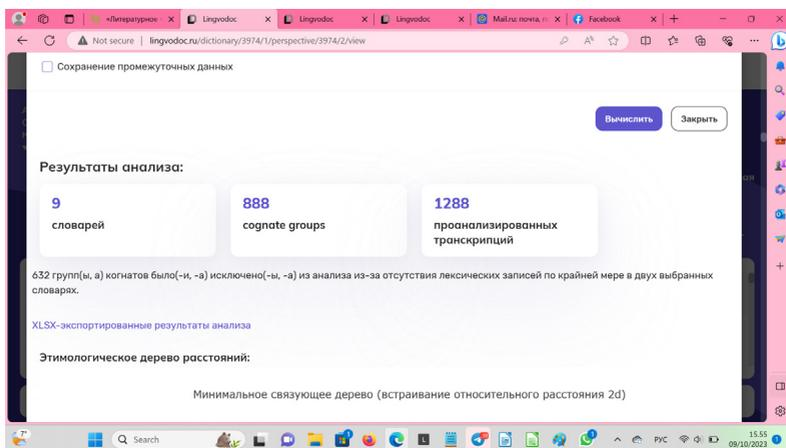 «Литературное
Lingvodoc
Lingvodoc
Lingvodoc
Mail.ru: почта,
Facebook
Not secure | lingvodoc.ru/dictionary/3974/1/perspective/3974/2/view
Сохранение промежуточных данных
Вычислить
Закрыть
Результаты анализа:
9
словарей
888
cognate groups
1288
проанализированных
транскрипций
632 групп(ы, а) когнатов было(-и, -а) исключено(-ы, -а) из анализа из-за отсутствия лексических записей по крайней мере в двух выбранных
словарях.
XLSX-экспортированные результаты анализа
Этимологическое дерево расстояний:
Минимальное связующее дерево (встраивание относительного расстояния 2d)
7°
Search
РУС
15.55
09/10/2023